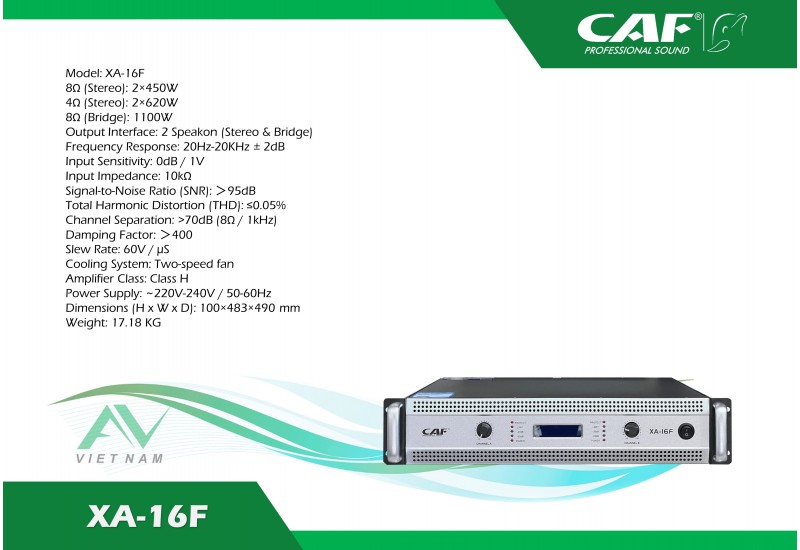 CAF®
PROFESSIONAL SOUND
Model: XA-16F
8Ω (Stereo): 2×450W
4Ω (Stereo): 2×620W
8Ω (Bridge): 1100W
Output Interface: 2 Speakon (Stereo & Bridge)
Frequency Response: 20Hz-20KHz ± 2dB
Input Sensitivity: 0dB / 1V
Input Impedance: 10kΩ
Signal-to-Noise Ratio (SNR): ＞95dB
Total Harmonic Distortion (THD): ≤0.05%
Channel Separation: >70dB (8Ω / 1kHz)
Damping Factor: ＞400
Slew Rate: 60V / µS
Cooling System: Two-speed fan
Amplifier Class: Class H
Power Supply: ~220V-240V / 50-60Hz
Dimensions (H x W x D): 100×483×490 mm
Weight: 17.18 KG
AV
VIET NAM
CAF
XA-16F
XA-16F